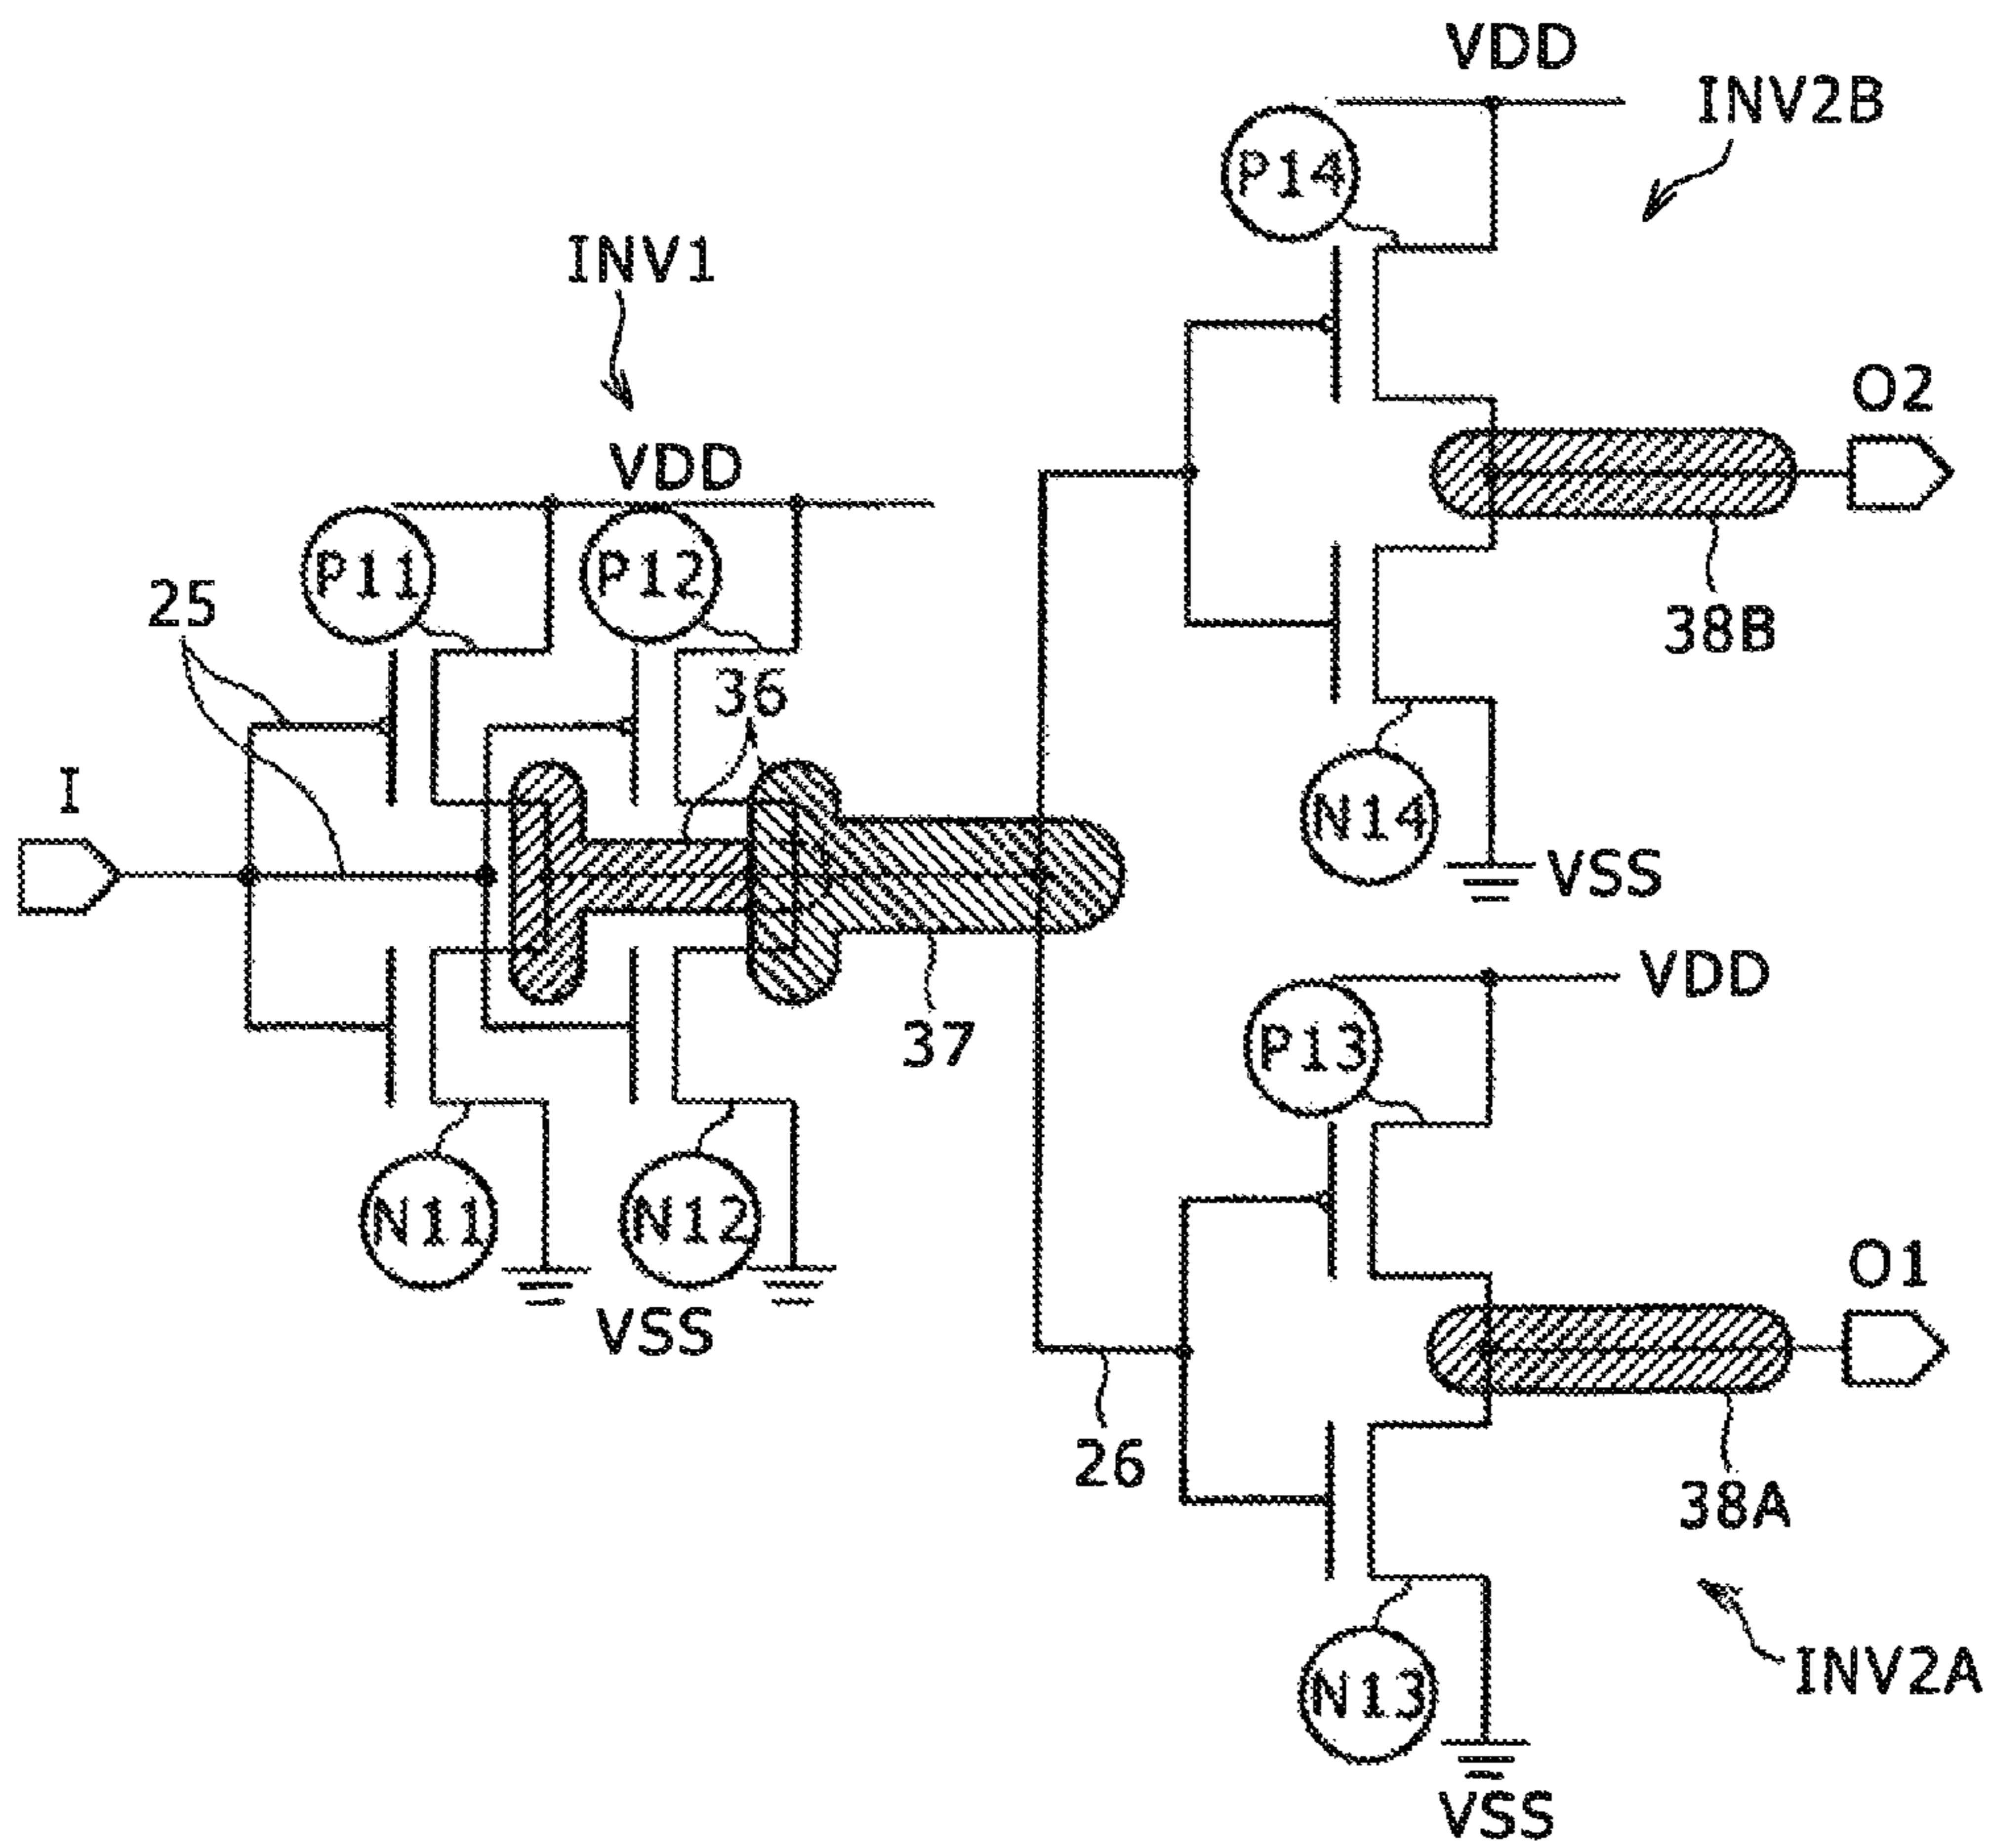 VDD
INV2B
P14
INV1
O2
VDD
P11
P12
25
38B
36
I
N14
VSS
VDD
37
P13
N11
N12
O1
VSS
26
38A
INV2A
N13
VSS